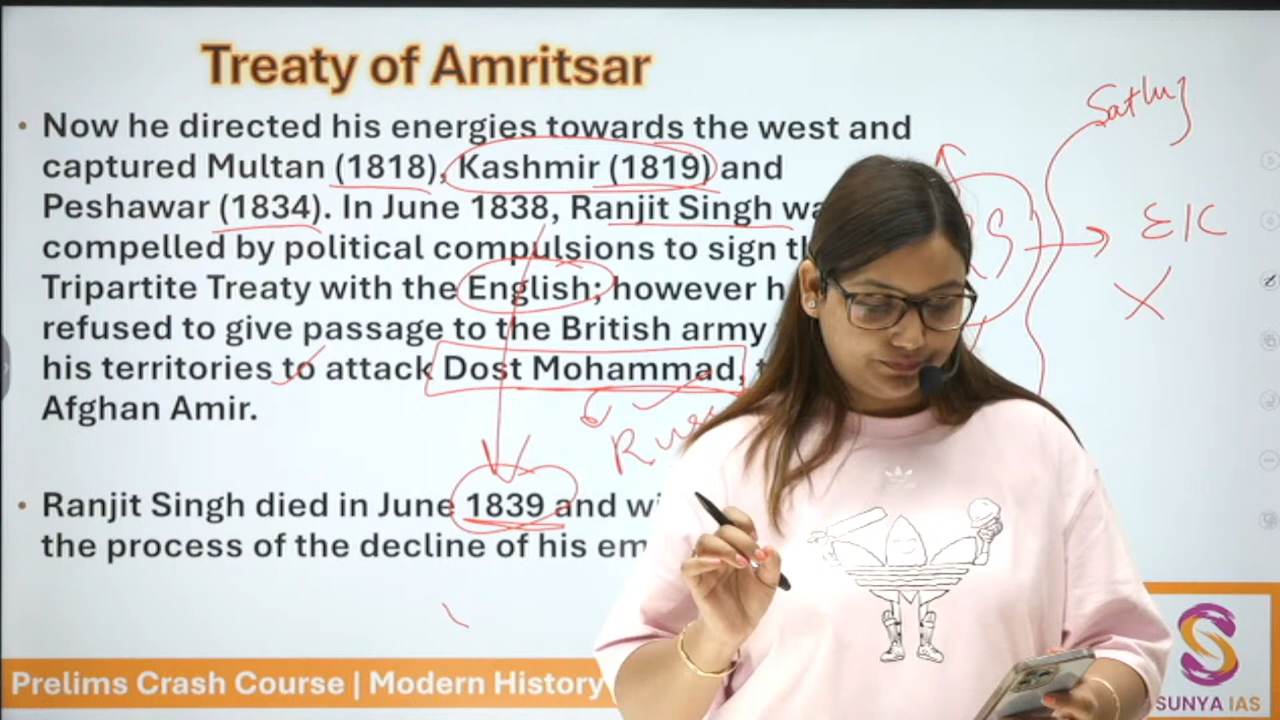 Treaty of Amritsar
• Now he directed his energies towards the west and
captured Multan (1818), Kashmir (1819) and
Peshawar (1834). In June 1838, Ranjit Singh
compelled by political compulsions to sign
Tripartite Treaty with the English; however
refused to give passage to the British army
his territories to attack Dost Mohammad,
Afghan Amir.
• Ranjit Singh died in June 1839 and
the process of the decline of his
Satluj
RS
EIC
X
Prelims Crash Course | Modern History
SUNYA IAS